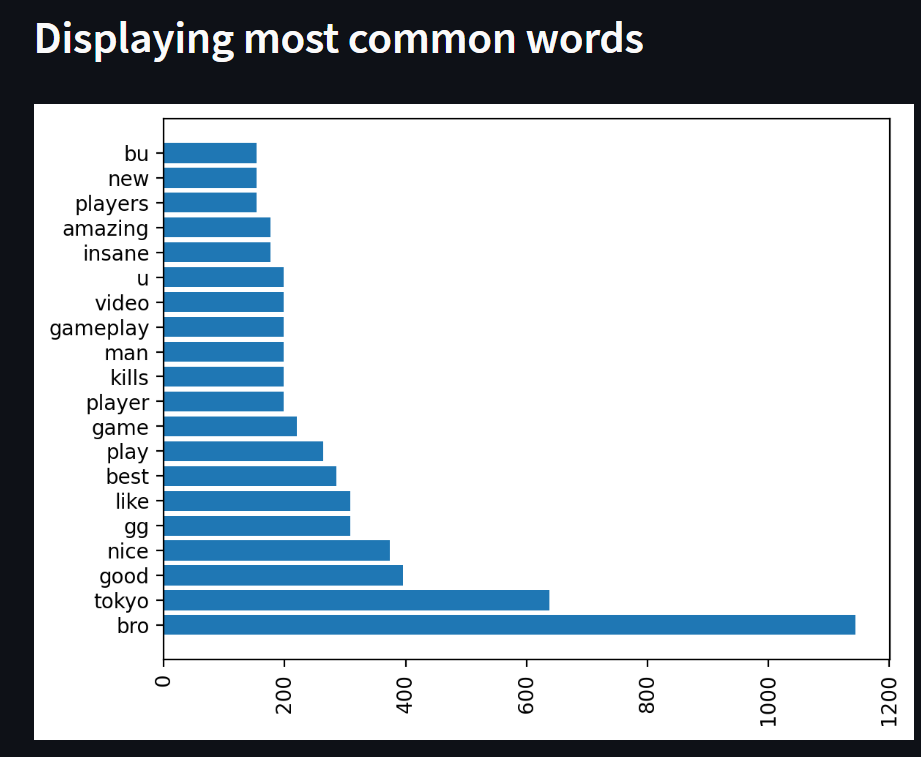 Displaying most common words
bu
new
players
amazing
insane
u
video
gameplay
man
kills
player
game
play
best
like
gg
nice
good
tokyo
bro
0 200 400 600 800 1000 1200